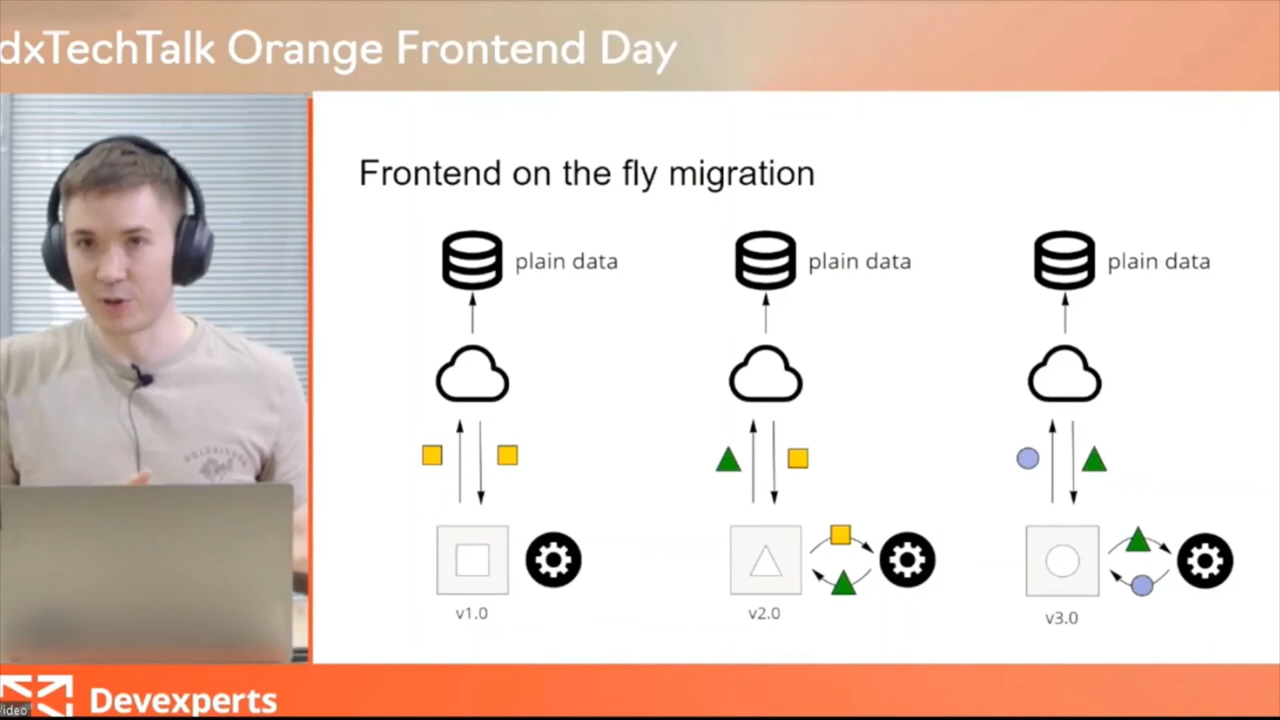 dxTechTalk Orange Frontend Day
Frontend on the fly migration
plain data
plain data
plain data
v1.0
v2.0
v3.0
Devexperts